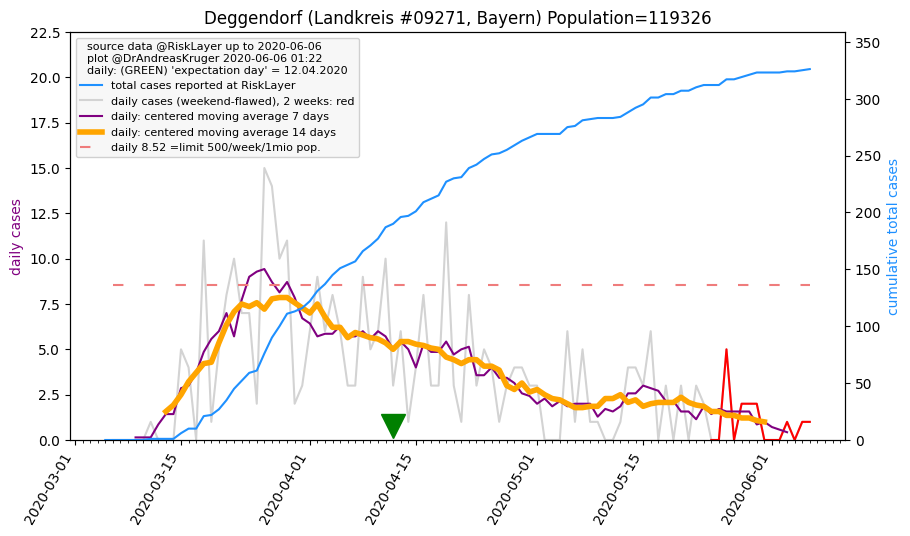 Deggendorf (Landkreis #09271, Bayern) Population=119326
source data @RiskLayer up to 2020-06-06
plot @DrAndreasKruger 2020-06-06 01:22
daily: (GREEN) 'expectation day' = 12.04.2020
total cases reported at RiskLayer
daily cases (weekend-flawed), 2 weeks: red
daily: centered moving average 7 days
daily: centered moving average 14 days
daily 8.52 =limit 500/week/1mio pop.
daily cases
22.5
20.0
17.5
15.0
12.5
10.0
7.5
5.0
2.5
0.0
350
300
250
200
150
100
50
0
cumulative total cases
2020-03-01
2020-03-15
2020-04-01
2020-04-15
2020-05-01
2020-05-15
2020-06-01